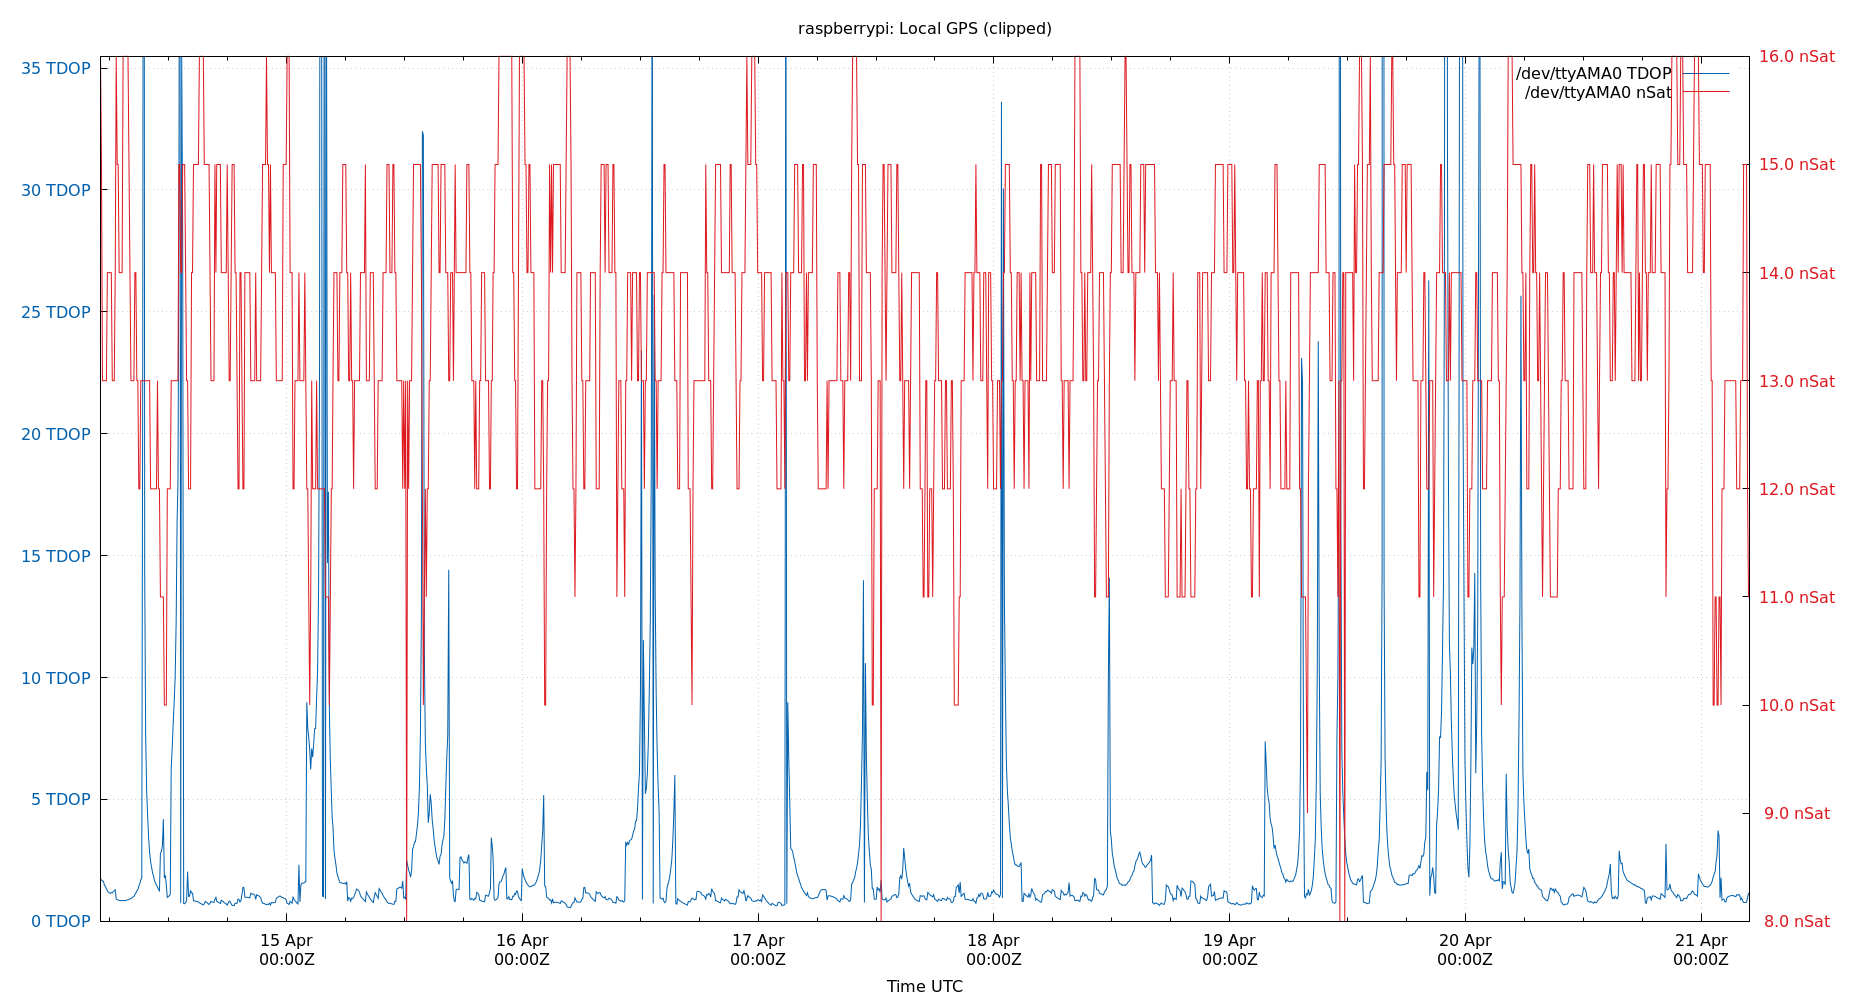 raspberrypi: Local GPS (clipped)
35 TDOP
30 TDOP
25 TDOP
20 TDOP
15 TDOP
10 TDOP
5 TDOP
0 TDOP
16.0 nSat
15.0 nSat
14.0 nSat
13.0 nSat
12.0 nSat
11.0 nSat
10.0 nSat
9.0 nSat
8.0 nSat
/dev/ttyAMA0 TDOP
/dev/ttyAMA0 nSat
15 Apr 16 Apr 17 Apr 18 Apr 19 Apr 20 Apr 21 Apr
00:00Z 00:00Z 00:00Z 00:00Z 00:00Z 00:00Z 00:00Z
Time UTC